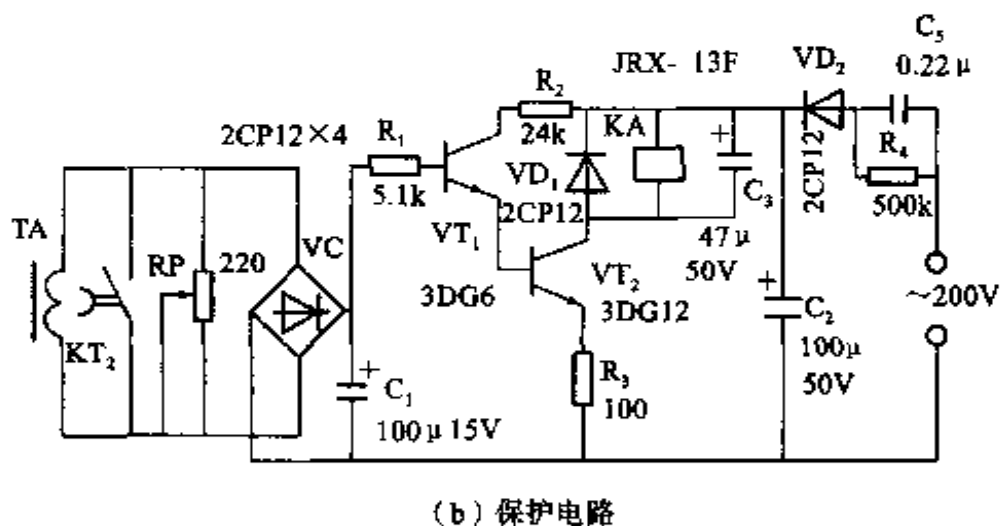 C₅
0.22μ
JRX- 13F
VD₂
R₂
24k
KA
2CP12×4
R₁
5.1k
VD₁
2CP12
C₃
47μ
50V
2CP12
R₄
500k
TA
RP
220
VC
VT₁
3DG6
VT₂
3DG12
KT₂
C₁
100μ15V
R₃
100
C₂
100μ
50V
~200V
(b)保护电路